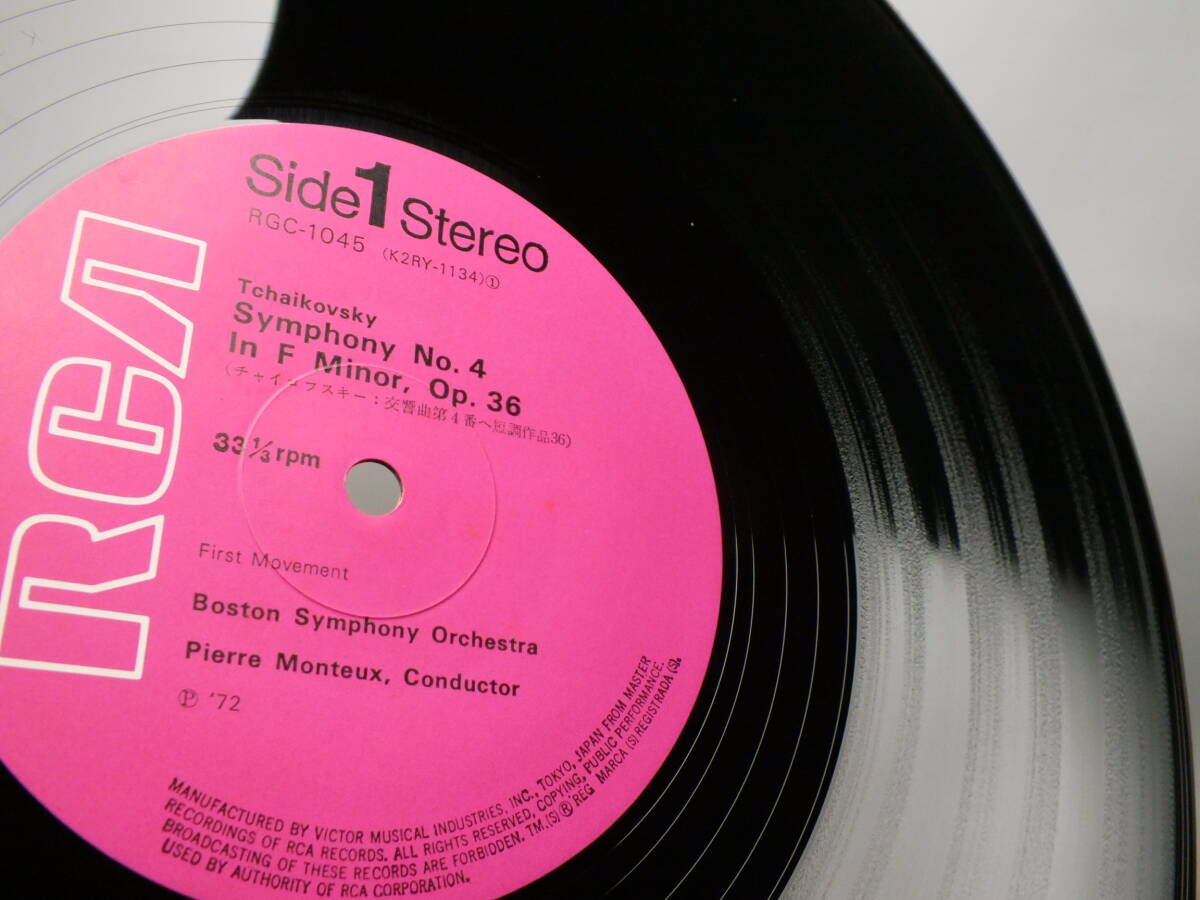 Side 1 Stereo
RGC-1045 (K2RY-1134)①
Tchaikovsky
Symphony No. 4
In F Minor, Op. 36
(チャイコフスキー：交響曲第4番ヘ短調作品36)
33 1/3 rpm
First Movement
Boston Symphony Orchestra
Pierre Monteux, Conductor
Ⓟ '72
RCA
MANUFACTURED BY VICTOR MUSICAL INDUSTRIES, INC., TOKYO, JAPAN FROM MASTER
RECORDINGS OF RCA RECORDS. ALL RIGHTS RESERVED, COPYING, PUBLIC PERFORMANCE,
BROADCASTING OF THESE RECORDS ARE FORBIDDEN. TM.(S)® REG MARCA (S) REGISTRADA (S).
USED BY AUTHORITY OF RCA CORPORATION.